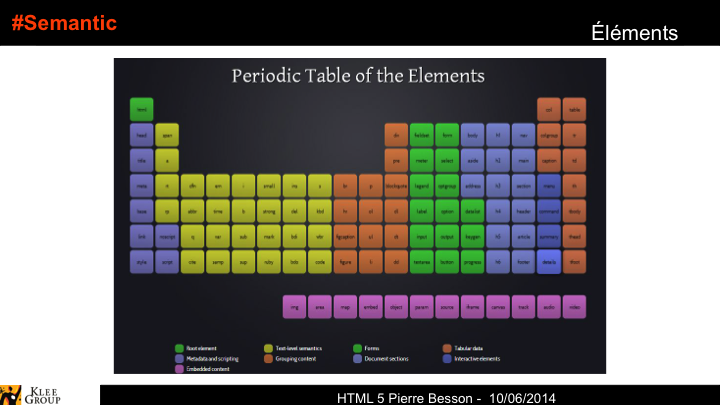 #Semantic
Éléments
Periodic Table of the Elements
html col table
head span div fieldset form body h1 nav colgroup tr
title a pre meter select aside h2 main caption td
meta rt dfn em i small ins s br p blockquote legend optgroup address h3 section menu th
base rp abbr time b strong del kbd hr ol dl label option datalist h4 header command tbody
link noscript q var sub mark bdi wbr figcaption ul dt input output keygen h5 article summary thead
style script cite samp sup ruby bdo code figure li dd textarea button progress h6 footer details tfoot
img area map embed object param source iframe canvas track audio video
Root element Text-level semantics Forms Tabular data
Metadata and scripting Grouping content Document sections Interactive elements
Embedded content
KLEE
GROUP
HTML 5 Pierre Besson - 10/06/2014